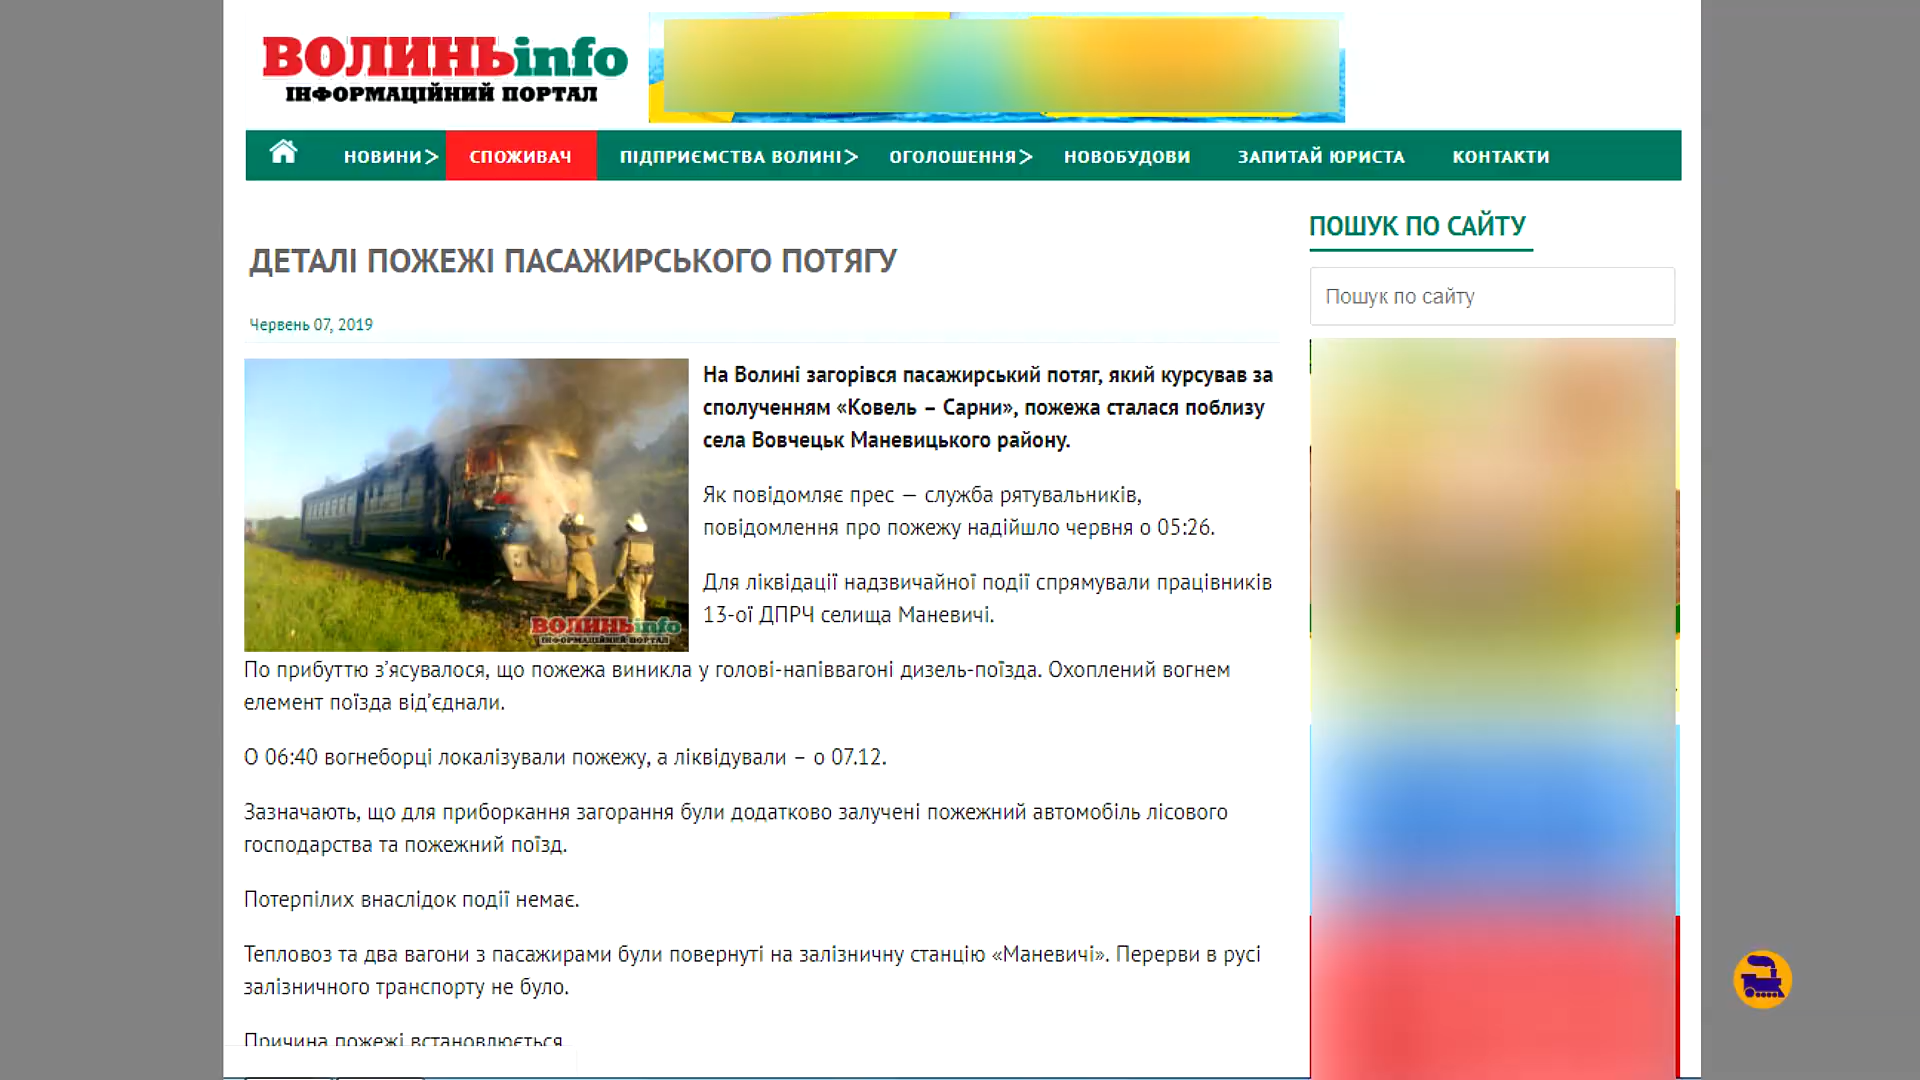 ВОЛИНЬinfo
ІНФОРМАЦІЙНИЙ ПОРТАЛ
НОВИНИ> СПОЖИВАЧ ПІДПРИЄМСТВА ВОЛИНІ> ОГОЛОШЕННЯ> НОВОБУДОВИ ЗАПИТАЙ ЮРИСТА КОНТАКТИ
ПОШУК ПО САЙТУ
Пошук по сайту
ДЕТАЛІ ПОЖЕЖІ ПАСАЖИРСЬКОГО ПОТЯГУ
Червень 07, 2019
На Волині загорівся пасажирський потяг, який курсував за
сполученням «Ковель – Сарни», пожежа сталася поблизу
села Вовчецьк Маневицького району.
Як повідомляє прес — служба рятувальників,
повідомлення про пожежу надійшло червня о 05:26.
Для ліквідації надзвичайної події спрямували працівників
13-ої ДПРЧ селища Маневичі.
ВОЛИНЬinfo
ІНФОРМАЦІЙНИЙ ПОРТАЛ
По прибуттю з’ясувалося, що пожежа виникла у голові-напіввагоні дизель-поїзда. Охоплений вогнем
елемент поїзда від’єднали.
О 06:40 вогнеборці локалізували пожежу, а ліквідували – о 07.12.
Зазначають, що для приборкання загорання були додатково залучені пожежний автомобіль лісового
господарства та пожежний поїзд.
Потерпілих внаслідок події немає.
Тепловоз та два вагони з пасажирами були повернуті на залізничну станцію «Маневичі». Перерви в русі
залізничного транспорту не було.
Причина пожежі встановлюється